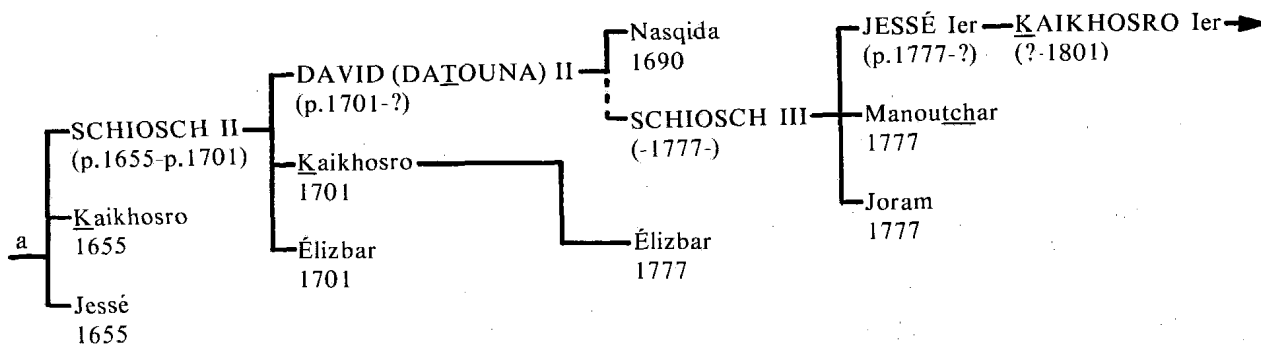 a
SCHIOSCH II
(p.1655-p.1701)
Kaikhosro
1655
Jessé
1655
DAVID (DATOUNA) II
(p.1701-?)
Kaikhosro
1701
Élizbar
1701
Nasqida
1690
SCHIOSCH III
(-1777-)
Élizbar
1777
JESSÉ Ier
(p.1777-?)
Manoutchar
1777
Joram
1777
KAIKHOSRO Ier
(?-1801)